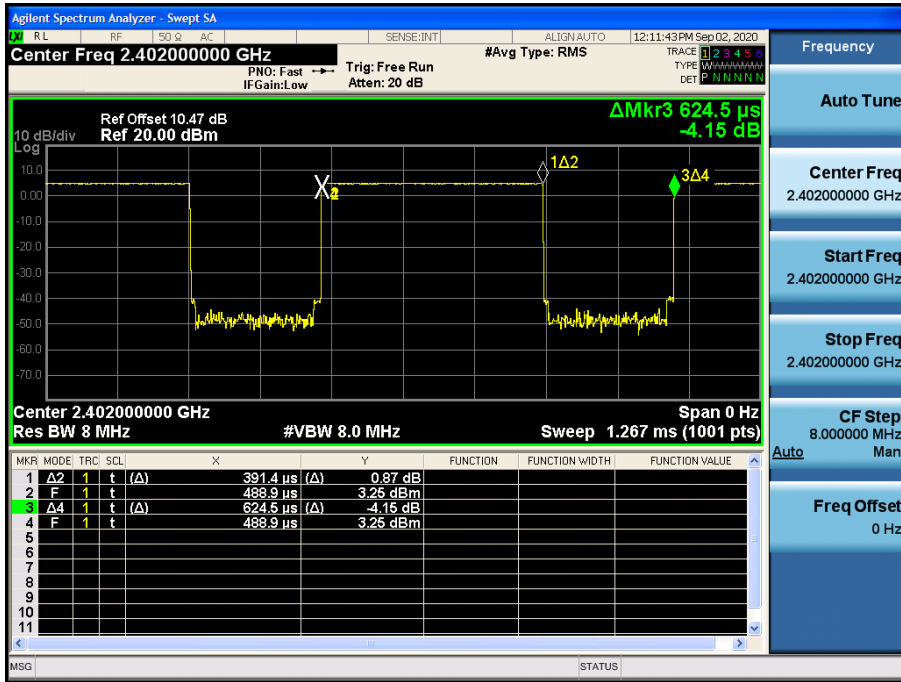 Agilent Spectrum Analyzer - Swept SA
LXI RL RF 50 Ω AC SENSE:INT ALIGN AUTO 12:11:43 PM Sep 02, 2020
Center Freq 2.402000000 GHz #Avg Type: RMS TRACE 1 2 3 4 5 6
PNO: Fast Trig: Free Run TYPE WWWWWW
IFGain:Low Atten: 20 dB DET P N N N N N
Frequency
Auto Tune
Center Freq
2.402000000 GHz
Start Freq
2.402000000 GHz
Stop Freq
2.402000000 GHz
CF Step
8.000000 MHz
Auto Man
Freq Offset
0 Hz
ΔMkr3 624.5 µs
-4.15 dB
Ref Offset 10.47 dB
10 dB/div Ref 20.00 dBm
Log
10.0
0.00
-10.0
-20.0
-30.0
-40.0
-50.0
-60.0
-70.0
1Δ2
3Δ4
X
Center 2.402000000 GHz Span 0 Hz
Res BW 8 MHz #VBW 8.0 MHz Sweep 1.267 ms (1001 pts)
MKR MODE TRC SCL X Y FUNCTION FUNCTION WIDTH FUNCTION VALUE
1 Δ2 1 t (Δ) 391.4 µs (Δ) 0.87 dB
2 F 1 t 488.9 µs 3.25 dBm
3 Δ4 1 t (Δ) 624.5 µs (Δ) -4.15 dB
4 F 1 t 488.9 µs 3.25 dBm
5
6
7
8
9
10
11
MSG STATUS